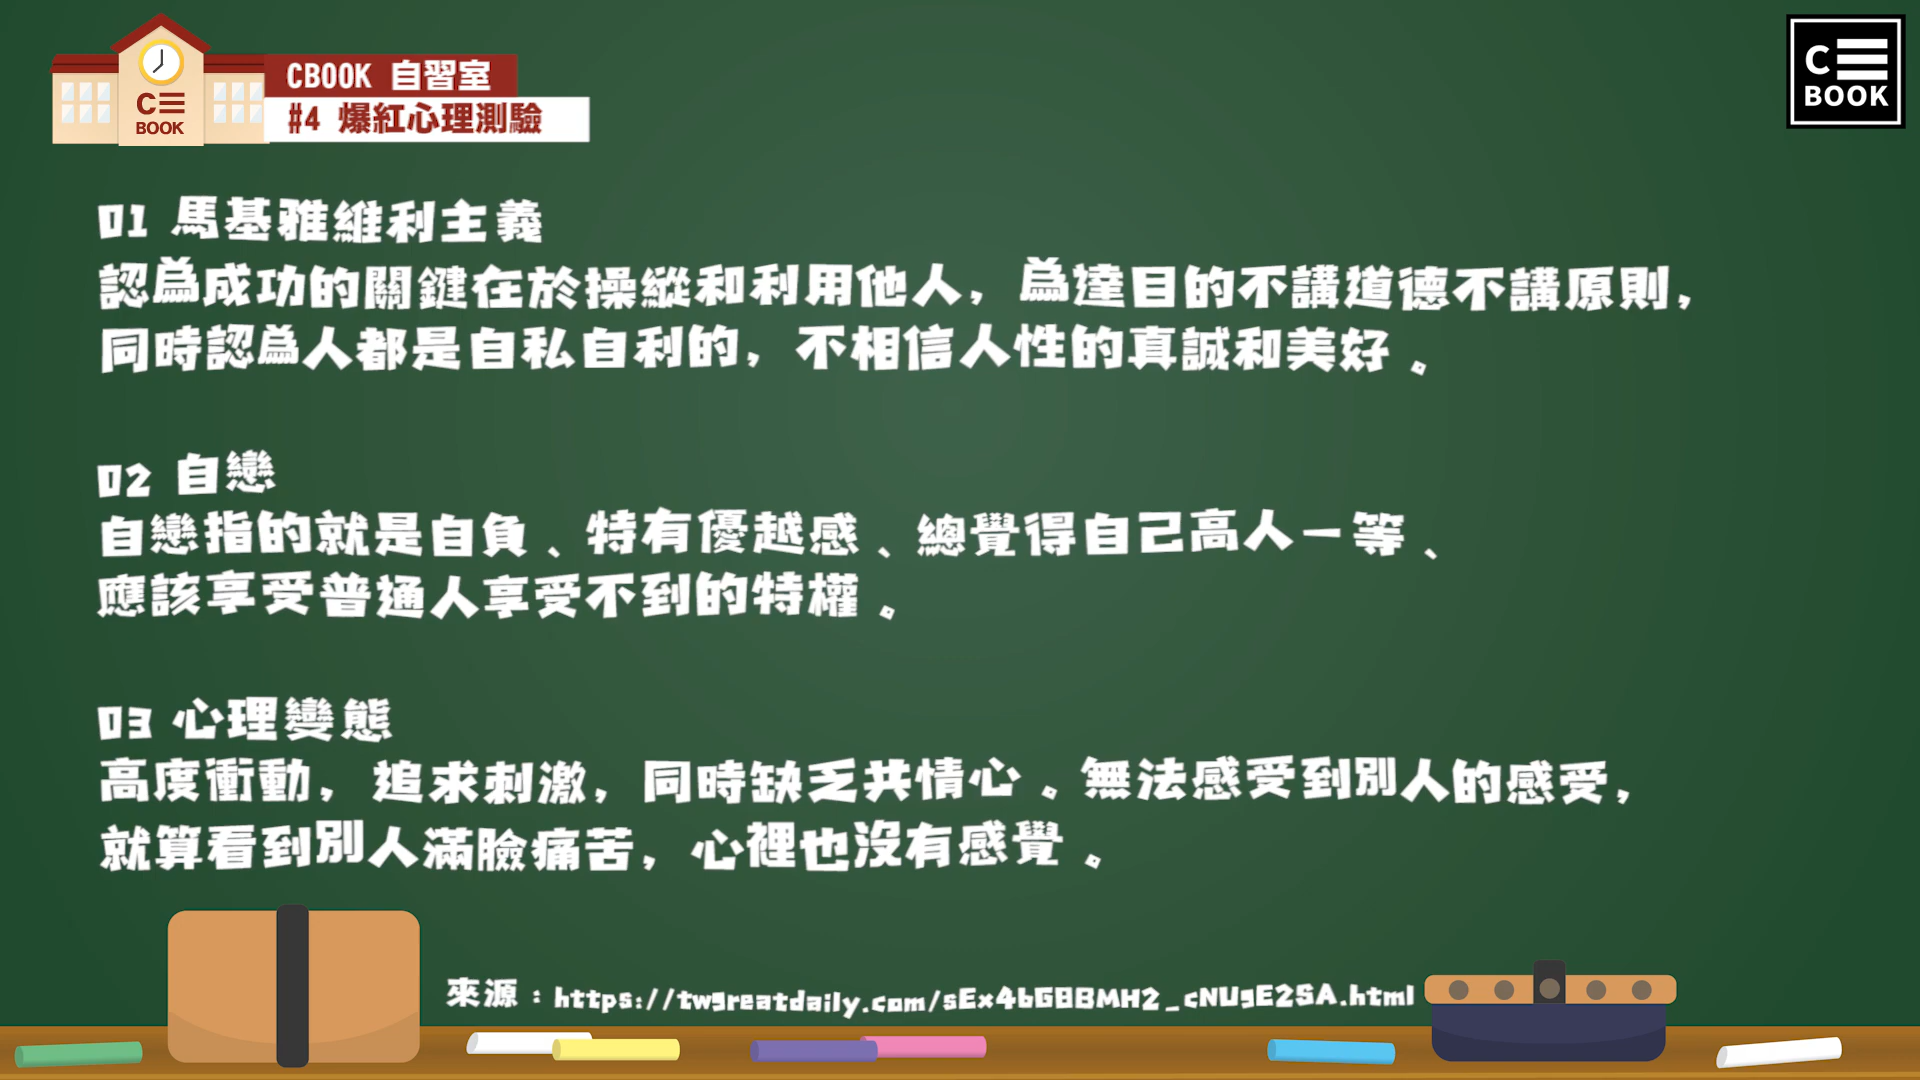 CBOOK 自習室
#4 爆紅心理測驗
C
BOOK
C
BOOK
01 馬基雅維利主義
認為成功的關鍵在於操縱和利用他人，為達目的不講道德不講原則，
同時認為人都是自私自利的，不相信人性的真誠和美好。
02 自戀
自戀指的就是自負、特有優越感、總覺得自己高人一等、
應該享受普通人享受不到的特權。
03 心理變態
高度衝動，追求刺激，同時缺乏共情心。無法感受到別人的感受，
就算看到別人滿臉痛苦，心裡也沒有感覺。
來源：https://twgreatdaily.com/sEx4bG8BMH2_cNUgE2SA.html